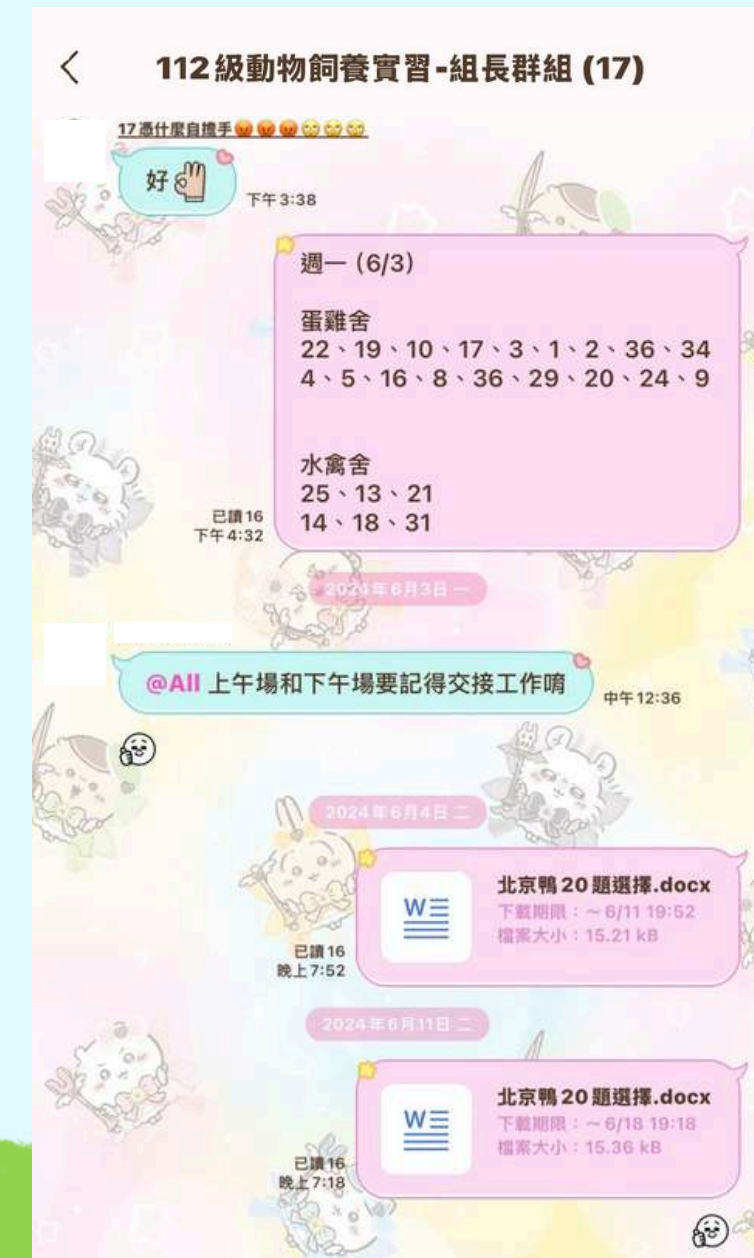 112級動物飼養實習-組長群組 (17)
17憑什麼自擔手😡😡😡🙄🙄🙄
好👌
下午3:38
週一（6/3）
蛋雞舍
22、19、10、17、3、1、2、36、34
4、5、16、8、36、29、20、24、9
水禽舍
25、13、21
14、18、31
已讀16
下午4:32
2024年6月3日 一
@All 上午場和下午場要記得交接工作唷
中午12:36
2024年6月4日 二
北京鴨20題選擇.docx
下載期限：~ 6/11 19:52
檔案大小：15.21 kB
W
已讀16
晚上7:52
2024年6月11日 二
北京鴨20題選擇.docx
下載期限：~ 6/18 19:18
檔案大小：15.36 kB
W
已讀16
晚上7:18